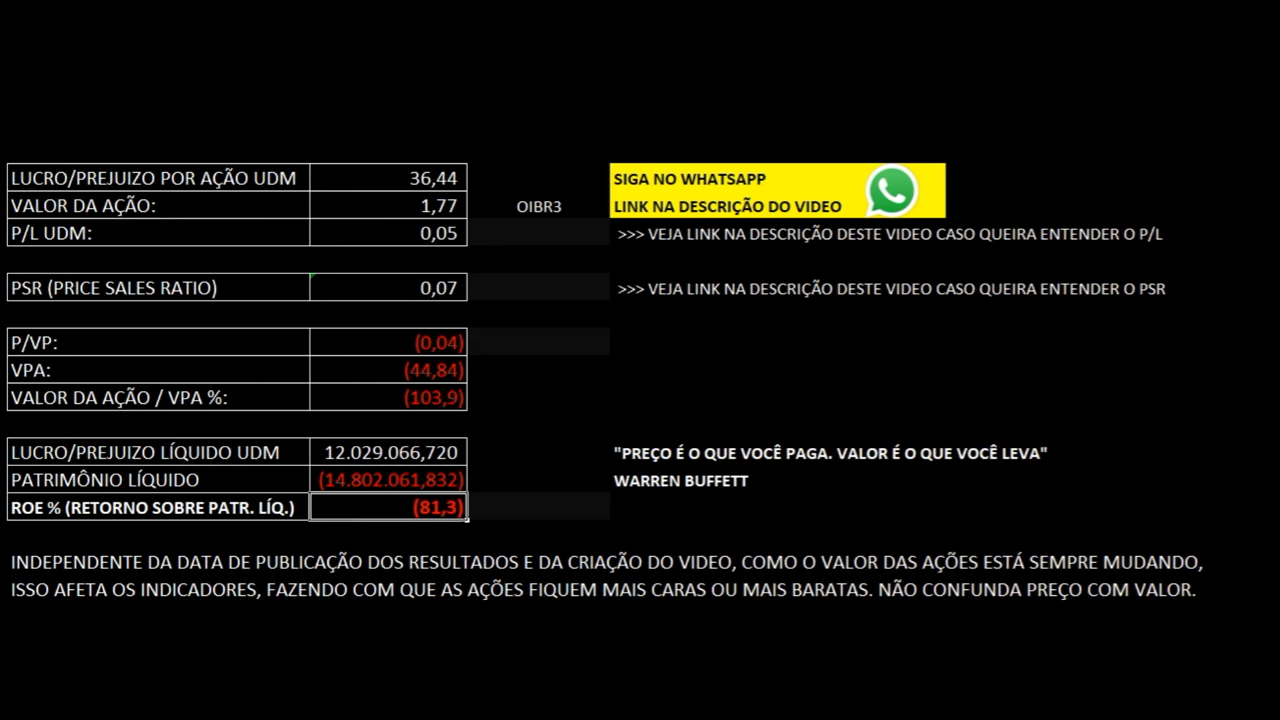 LUCRO/PREJUIZO POR AÇÃO UDM 36,44
SIGA NO WHATSAPP
VALOR DA AÇÃO: 1,77 OIBR3
LINK NA DESCRIÇÃO DO VIDEO
P/L UDM: 0,05 >>> VEJA LINK NA DESCRIÇÃO DESTE VIDEO CASO QUEIRA ENTENDER O P/L
PSR (PRICE SALES RATIO) 0,07 >>> VEJA LINK NA DESCRIÇÃO DESTE VIDEO CASO QUEIRA ENTENDER O PSR
P/VP: (0,04)
VPA: (44,84)
VALOR DA AÇÃO / VPA %: (103,9)
LUCRO/PREJUIZO LÍQUIDO UDM 12.029.066,720 "PREÇO É O QUE VOCÊ PAGA. VALOR É O QUE VOCÊ LEVA"
PATRIMÔNIO LÍQUIDO (14.802.061,832) WARREN BUFFETT
ROE % (RETORNO SOBRE PATR. LÍQ.) (81,3)
INDEPENDENTE DA DATA DE PUBLICAÇÃO DOS RESULTADOS E DA CRIAÇÃO DO VIDEO, COMO O VALOR DAS AÇÕES ESTÁ SEMPRE MUDANDO,
ISSO AFETA OS INDICADORES, FAZENDO COM QUE AS AÇÕES FIQUEM MAIS CARAS OU MAIS BARATAS. NÃO CONFUNDA PREÇO COM VALOR.